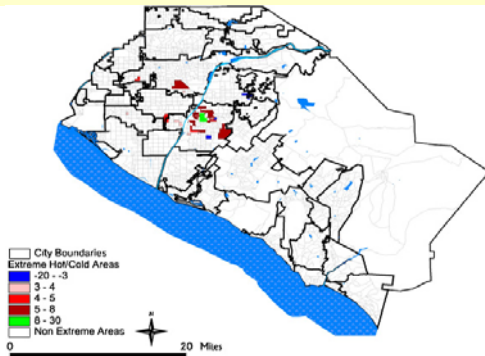 City Boundaries
Extreme Hot/Cold Areas
-20 - -3
3 - 4
4 - 5
5 - 8
8 - 30
Non Extreme Areas
N
0 20 Miles